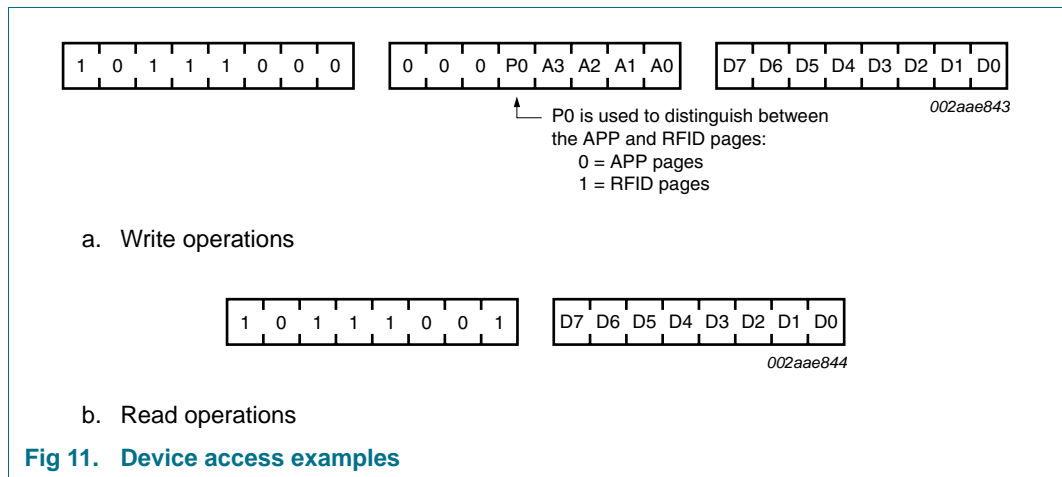 1 0 1 1 1 0 0 0 0 0 0 P0 A3 A2 A1 A0 D7 D6 D5 D4 D3 D2 D1 D0
002aae843
P0 is used to distinguish between
the APP and RFID pages:
0 = APP pages
1 = RFID pages
a. Write operations
1 0 1 1 1 0 0 1 D7 D6 D5 D4 D3 D2 D1 D0
002aae844
b. Read operations
Fig 11. Device access examples